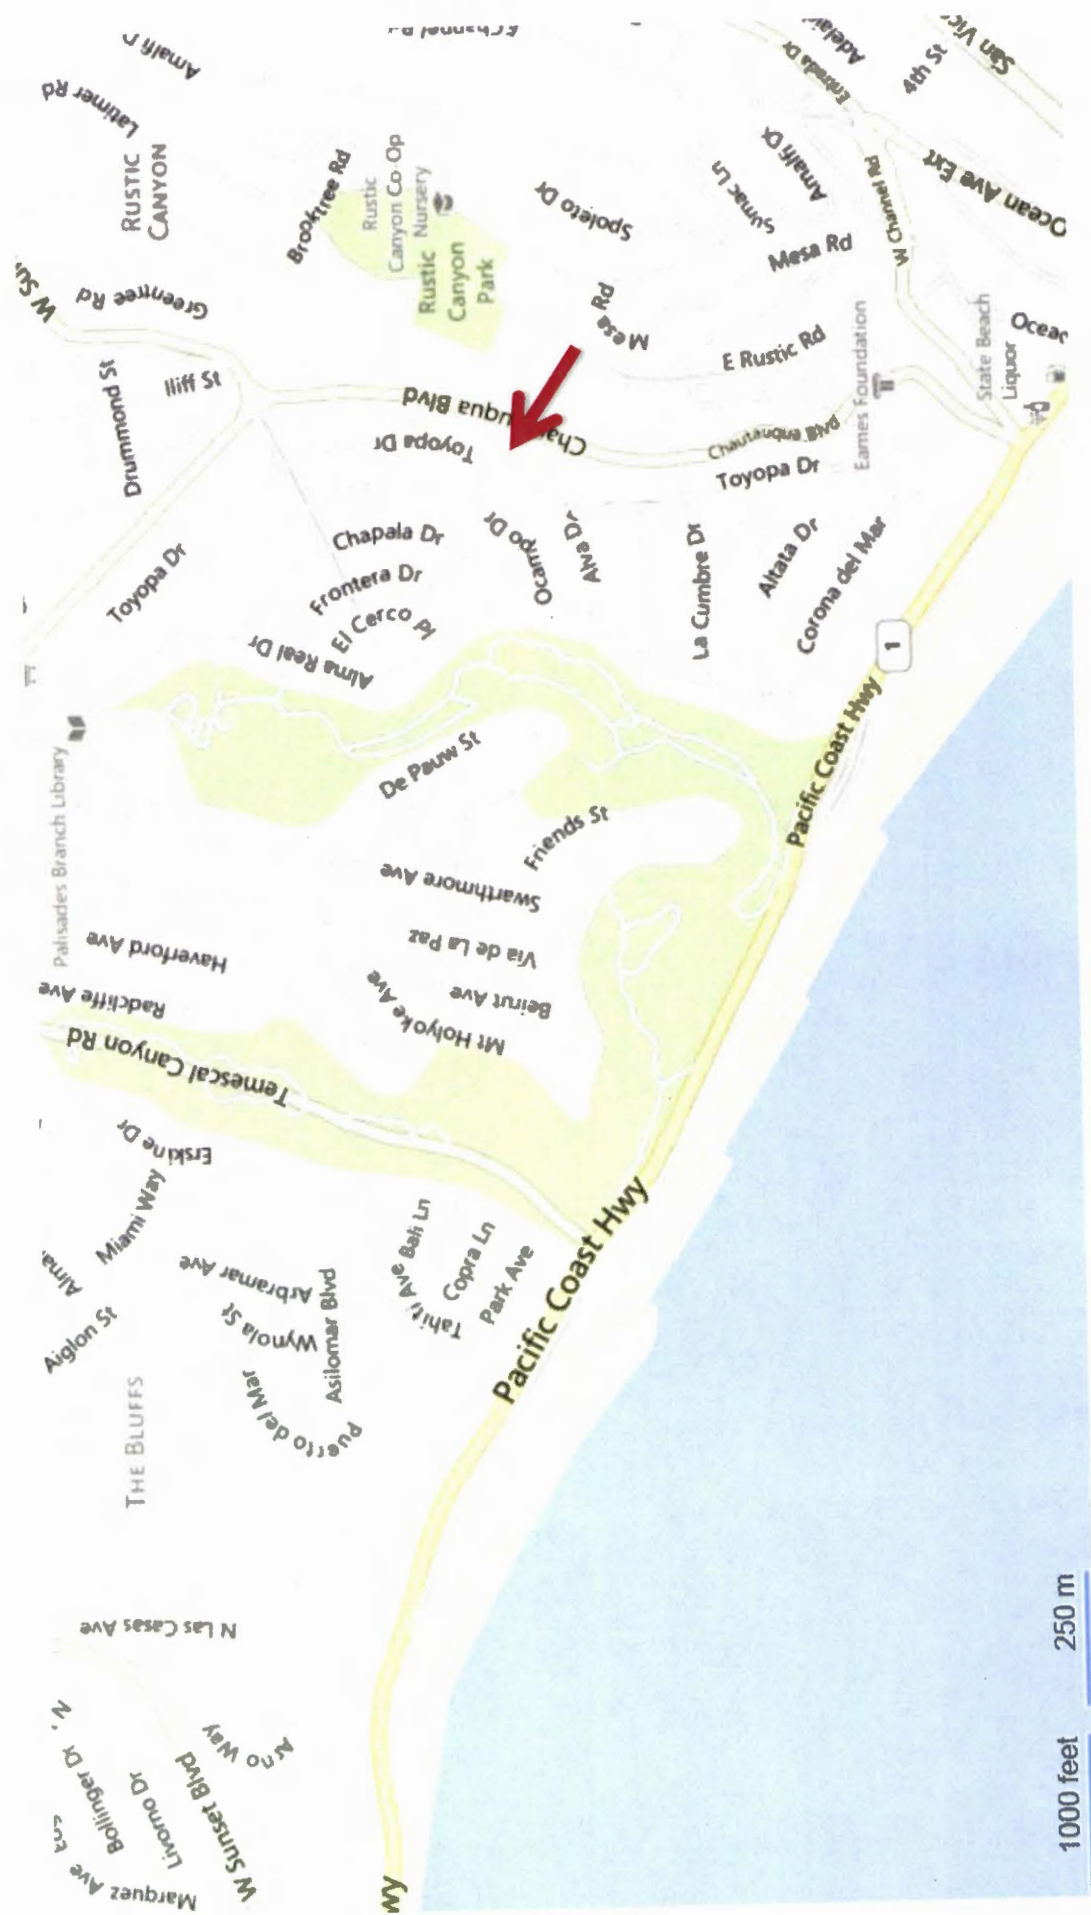 Amalfi
Latimer Rd
RUSTIC
CANYON
Brooktree Rd
Rustic
Canyon Co-Op
Nursery
Rustic
Canyon
Park
Spoleto Dr
Sumac Ln
Amalfi Dr
Entrada Dr
4th St
San Vic
Ocean Ave Ext
W Channel Rd
Mesa Rd
Mesa Rd
E Rustic Rd
Greentree Rd
Iliff St
Drummond St
Toyopa Dr
Chautauqua Blvd
Toyopa Dr
Eames Foundation
State Beach
Liquor
Toyopa Dr
Chapala Dr
Frontera Dr
El Cerco Pl
Alma Real Dr
Ocampo Dr
Alva Dr
La Cumbre Dr
Altata Dr
Corona del Mar
1
Pacific Coast Hwy
Palisades Branch Library
De Pauw St
Friends St
Swarthmore Ave
Via de La Paz
Beirut Ave
Mt Holyoke Ave
Haverford Ave
Radcliffe Ave
Temescal Canyon Rd
Erskine Dr
Miami Way
Alma
Aiglon St
Arbramar Ave
Wynola St
Asilomar Blvd
Puerto del Mar
THE BLUFFS
Bali Ln
Tahiti Ave
Copra Ln
Park Ave
Pacific Coast Hwy
N Las Casas Ave
Arno Way
W Sunset Blvd
Livorno Dr
Bollinger Dr
Marquez Ave
wy
1000 feet
250 m